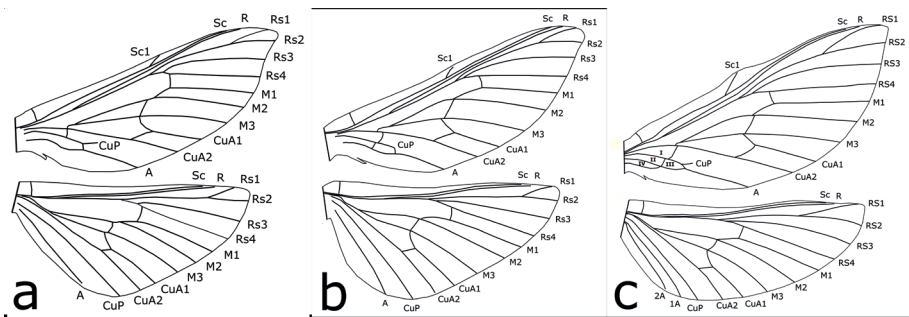 Sc R Rs1
Rs2
Sc1
Rs3
Rs4
M1
M2
M3
CuA1
CuP
CuA2
A
Sc R Rs1
Rs2
Rs3
Rs4
M1
M2
M3
CuA1
CuA2
CuP
A
a
Sc R Rs1
Rs2
Sc1
Rs3
Rs4
M1
M2
M3
CuA1
CuP
CuA2
A
Sc R Rs1
Rs2
Rs3
Rs4
M1
M2
M3
CuA1
CuA2
CuP
A
b
Sc R RS1
RS2
Sc1
RS3
RS4
M1
M2
M3
I
II
III
IV
CuP
CuA1
CuA2
A
Sc R RS1
RS2
RS3
RS4
M1
M2
M3
CuA1
CuA2
CuP
1A
2A
c